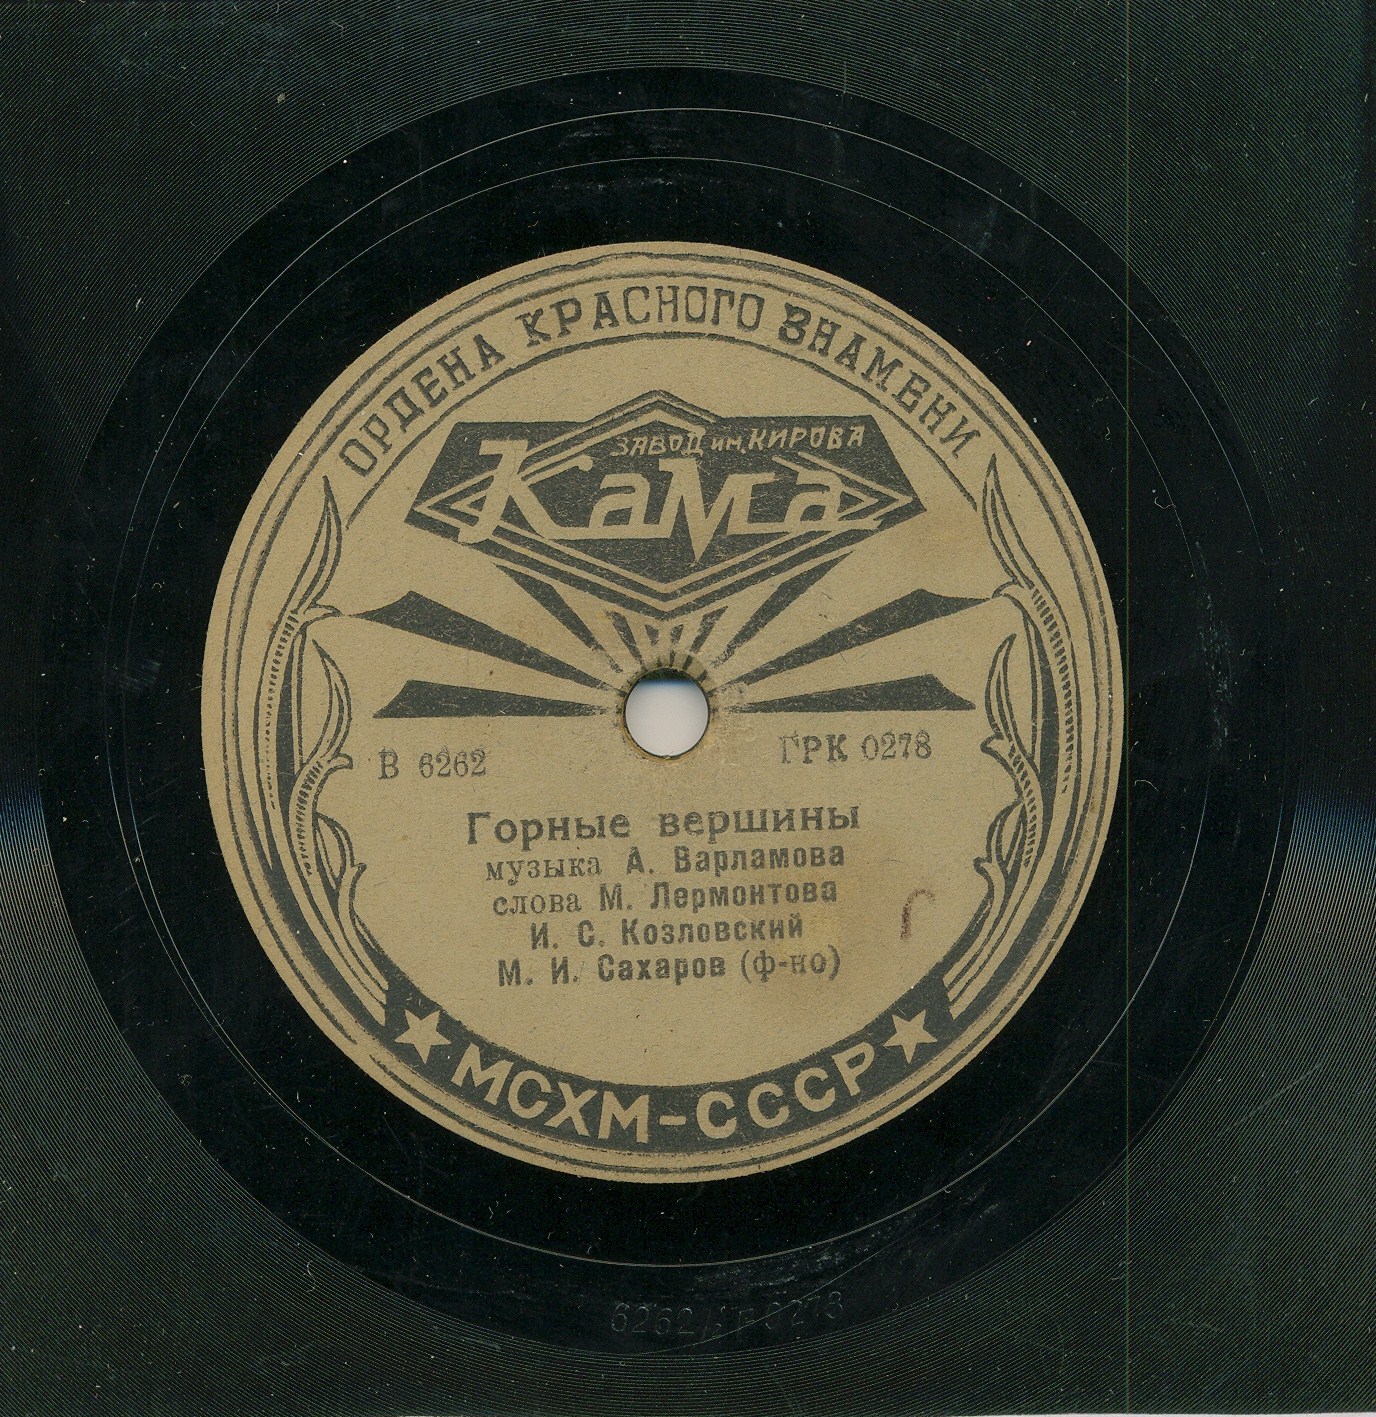 ОРДЕНА КРАСНОГО ЗНАМЕНИ
ЗАВОД им. КИРОВА
КаМа
В 6262
ГРК 0278
Горные вершины
музыка А. Варламова
слова М. Лермонтова
И. С. Козловский
М. И. Сахаров (ф-но)
МСХМ-СССР